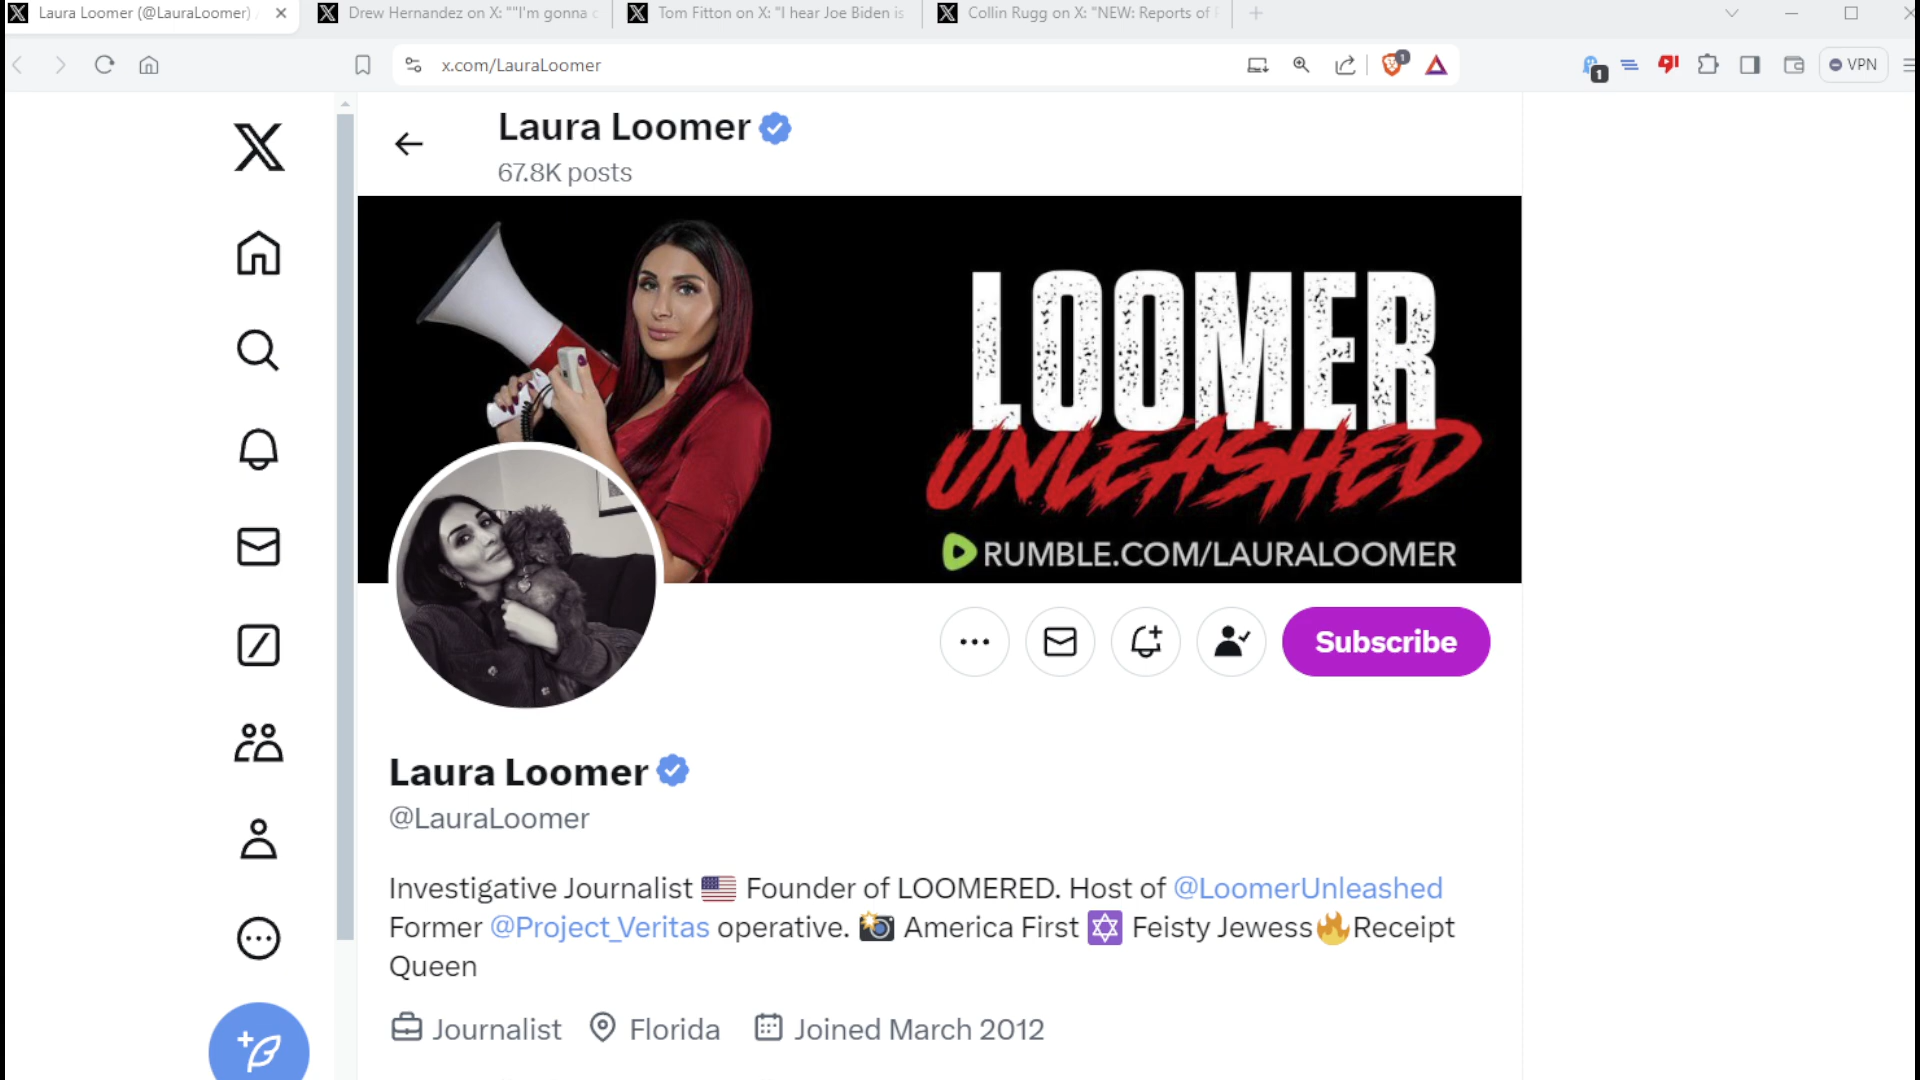 Laura Loomer (@LauraLoomer) /
Drew Hernandez on X: ""I'm gonna c
Tom Fitton on X: "I hear Joe Biden is
Collin Rugg on X: "NEW: Reports of
x.com/LauraLoomer
1
1
VPN
Laura Loomer
67.8K posts
LOOMER
UNLEASHED
RUMBLE.COM/LAURALOOMER
Subscribe
Laura Loomer
@LauraLoomer
Investigative Journalist 🇺🇸 Founder of LOOMERED. Host of @LoomerUnleashed
Former @Project_Veritas operative. 📸 America First ✡️ Feisty Jewess🔥Receipt
Queen
Journalist Florida Joined March 2012